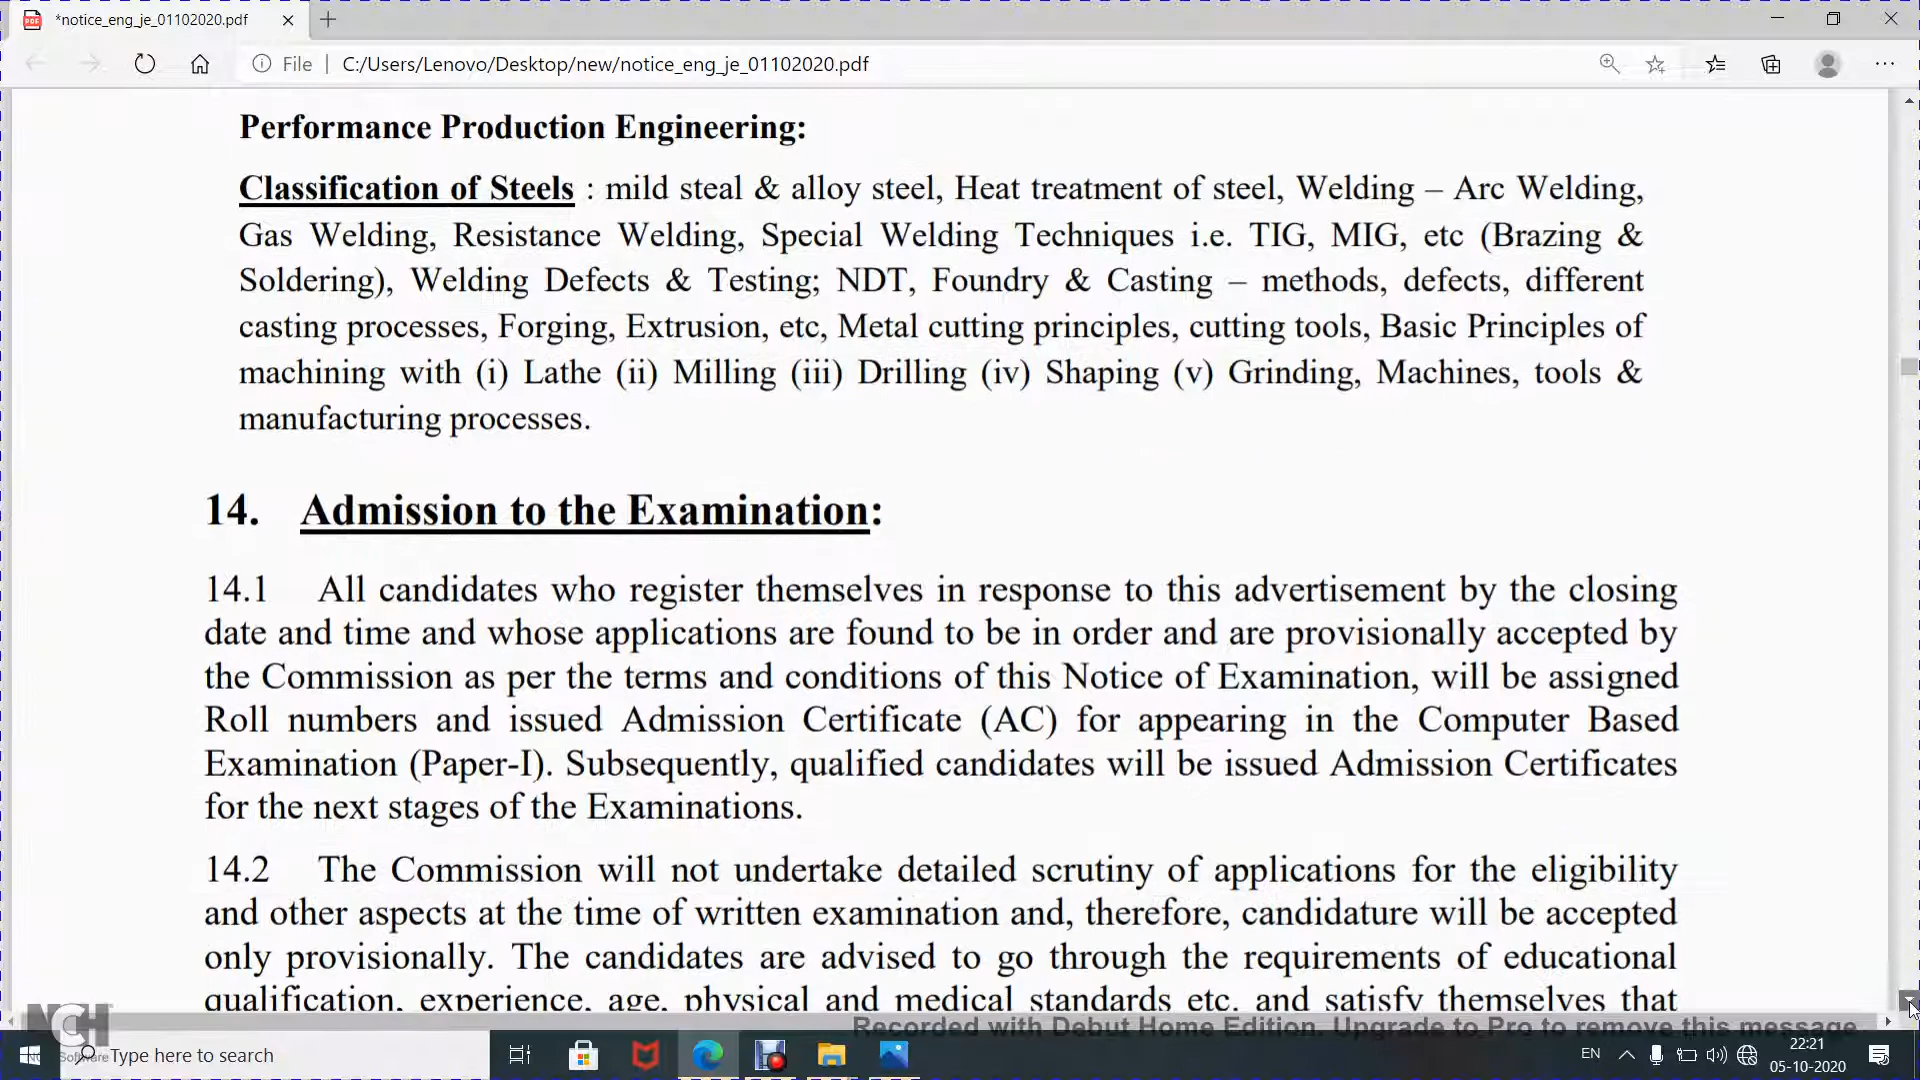 *notice_eng_je_01102020.pdf
File | C:/Users/Lenovo/Desktop/new/notice_eng_je_01102020.pdf
Performance Production Engineering:
Classification of Steels : mild steal & alloy steel, Heat treatment of steel, Welding – Arc Welding,
Gas Welding, Resistance Welding, Special Welding Techniques i.e. TIG, MIG, etc (Brazing &
Soldering), Welding Defects & Testing; NDT, Foundry & Casting – methods, defects, different
casting processes, Forging, Extrusion, etc, Metal cutting principles, cutting tools, Basic Principles of
machining with (i) Lathe (ii) Milling (iii) Drilling (iv) Shaping (v) Grinding, Machines, tools &
manufacturing processes.
14. Admission to the Examination:
14.1 All candidates who register themselves in response to this advertisement by the closing
date and time and whose applications are found to be in order and are provisionally accepted by
the Commission as per the terms and conditions of this Notice of Examination, will be assigned
Roll numbers and issued Admission Certificate (AC) for appearing in the Computer Based
Examination (Paper-I). Subsequently, qualified candidates will be issued Admission Certificates
for the next stages of the Examinations.
14.2 The Commission will not undertake detailed scrutiny of applications for the eligibility
and other aspects at the time of written examination and, therefore, candidature will be accepted
only provisionally. The candidates are advised to go through the requirements of educational
qualification, experience, age, physical and medical standards etc. and satisfy themselves that
NCH
Recorded with Debut Home Edition. Upgrade to Pro to remove this message
Software
Type here to search
EN
22:21
05-10-2020